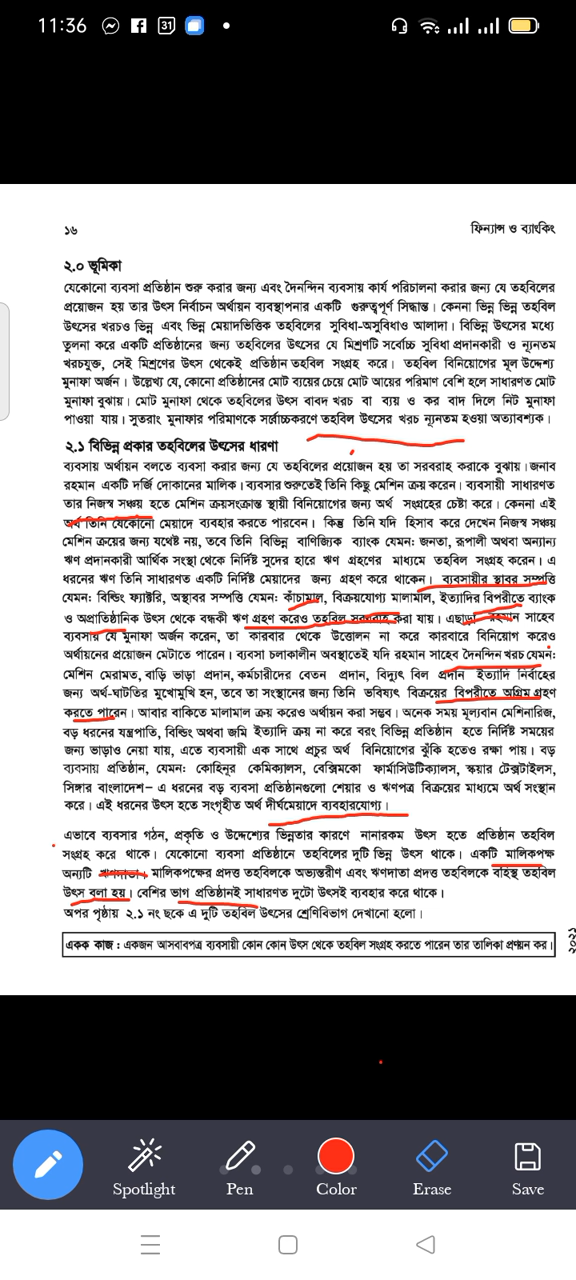 11:36
31
১৬
ফিন্যান্স ও ব্যাংকিং
২.০ ভূমিকা
যেকোনো ব্যবসা প্রতিষ্ঠান শুরু করার জন্য এবং দৈনন্দিন ব্যবসায় কার্য পরিচালনা করার জন্য যে তহবিলের
প্রয়োজন হয় তার উৎস নির্বাচন অর্থায়ন ব্যবস্থাপনার একটি গুরুত্বপূর্ণ সিদ্ধান্ত। কেননা ভিন্ন ভিন্ন তহবিল
উৎসের খরচও ভিন্ন এবং ভিন্ন মেয়াদভিত্তিক তহবিলের সুবিধা-অসুবিধাও আলাদা। বিভিন্ন উৎসের মধ্যে
তুলনা করে একটি প্রতিষ্ঠানের জন্য তহবিলের উৎসের যে মিশ্রণটি সর্বোচ্চ সুবিধা প্রদানকারী ও ন্যূনতম
খরচযুক্ত, সেই মিশ্রণের উৎস থেকেই প্রতিষ্ঠান তহবিল সংগ্রহ করে। তহবিল বিনিয়োগের মূল উদ্দেশ্য
মুনাফা অর্জন। উল্লেখ্য যে, কোনো প্রতিষ্ঠানের মোট ব্যয়ের চেয়ে মোট আয়ের পরিমাণ বেশি হলে সাধারণত মোট
মুনাফা বুঝায়। মোট মুনাফা থেকে তহবিলের উৎস বাবদ খরচ বা ব্যয় ও কর বাদ দিলে নিট মুনাফা
পাওয়া যায়। সুতরাং মুনাফার পরিমাণকে সর্বোচ্চকরণে তহবিল উৎসের খরচ ন্যূনতম হওয়া অত্যাবশ্যক।
২.১ বিভিন্ন প্রকার তহবিলের উৎসের ধারণা
ব্যবসায় অর্থায়ন বলতে ব্যবসা করার জন্য যে তহবিলের প্রয়োজন হয় তা সরবরাহ করাকে বুঝায়। জনাব
রহমান একটি দর্জি দোকানের মালিক। ব্যবসার শুরুতেই তিনি কিছু মেশিন ক্রয় করেন। ব্যবসায়ী সাধারণত
তার নিজস্ব সঞ্চয় হতে মেশিন ক্রয়সংক্রান্ত স্থায়ী বিনিয়োগের জন্য অর্থ সংগ্রহের চেষ্টা করে। কেননা এই
অর্থ তিনি যেকোনো মেয়াদে ব্যবহার করতে পারবেন। কিন্তু তিনি যদি হিসাব করে দেখেন নিজস্ব সঞ্চয়
মেশিন ক্রয়ের জন্য যথেষ্ট নয়, তবে তিনি বিভিন্ন বাণিজ্যিক ব্যাংক যেমন: জনতা, রূপালী অথবা অন্যান্য
ঋণ প্রদানকারী আর্থিক সংস্থা থেকে নির্দিষ্ট সুদের হারে ঋণ গ্রহণের মাধ্যমে তহবিল সংগ্রহ করেন। এ
ধরনের ঋণ তিনি সাধারণত একটি নির্দিষ্ট মেয়াদের জন্য গ্রহণ করে থাকেন। ব্যবসায়ীর স্থাবর সম্পত্তি
যেমন: বিল্ডিং ফ্যাক্টরি, অস্থাবর সম্পত্তি যেমন: কাঁচামাল, বিক্রয়যোগ্য মালামাল, ইত্যাদির বিপরীতে ব্যাংক
ও অপ্রাতিষ্ঠানিক উৎস থেকে বন্ধকী ঋণ গ্রহণ করেও তহবিল সরবরাহ করা যায়। এছাড়া রহমান সাহেব
ব্যবসার যে মুনাফা অর্জন করেন, তা কারবার থেকে উত্তোলন না করে কারবারে বিনিয়োগ করেও
অর্থায়নের প্রয়োজন মেটাতে পারেন। ব্যবসা চলাকালীন অবস্থাতেই যদি রহমান সাহেব দৈনন্দিন খরচ যেমন:
মেশিন মেরামত, বাড়ি ভাড়া প্রদান, কর্মচারীদের বেতন প্রদান, বিদ্যুৎ বিল প্রদান ইত্যাদি নির্বাহের
জন্য অর্থ-ঘাটতির মুখোমুখি হন, তবে তা সংস্থানের জন্য তিনি ভবিষ্যৎ বিক্রয়ের বিপরীতে অগ্রিম গ্রহণ
করতে পারেন। আবার বাকিতে মালামাল ক্রয় করেও অর্থায়ন করা সম্ভব। অনেক সময় মূল্যবান মেশিনারিজ,
বড় ধরনের যন্ত্রপাতি, বিল্ডিং অথবা জমি ইত্যাদি ক্রয় না করে বরং বিভিন্ন প্রতিষ্ঠান হতে নির্দিষ্ট সময়ের
জন্য ভাড়াও নেয়া যায়, এতে ব্যবসায়ী এক সাথে প্রচুর অর্থ বিনিয়োগের ঝুঁকি হতেও রক্ষা পায়। বড়
ব্যবসায় প্রতিষ্ঠান, যেমন: কোহিনূর কেমিক্যালস, বেক্সিমকো ফার্মাসিউটিক্যালস, স্কয়ার টেক্সটাইলস,
সিঙ্গার বাংলাদেশ– এ ধরনের বড় ব্যবসা প্রতিষ্ঠানগুলো শেয়ার ও ঋণপত্র বিক্রয়ের মাধ্যমে অর্থ সংস্থান
করে। এই ধরনের উৎস হতে সংগৃহীত অর্থ দীর্ঘমেয়াদে ব্যবহারযোগ্য।
এভাবে ব্যবসার গঠন, প্রকৃতি ও উদ্দেশ্যের ভিন্নতার কারণে নানারকম উৎস হতে প্রতিষ্ঠান তহবিল
সংগ্রহ করে থাকে। যেকোনো ব্যবসা প্রতিষ্ঠানে তহবিলের দুটি ভিন্ন উৎস থাকে। একটি মালিকপক্ষ
অন্যটি ঋণদাতা। মালিকপক্ষের প্রদত্ত তহবিলকে অভ্যন্তরীণ এবং ঋণদাতা প্রদত্ত তহবিলকে বহিস্থ তহবিল
উৎস বলা হয়। বেশির ভাগ প্রতিষ্ঠানই সাধারণত দুটো উৎসই ব্যবহার করে থাকে।
অপর পৃষ্ঠায় ২.১ নং ছকে এ দুটি তহবিল উৎসের শ্রেণিবিভাগ দেখানো হলো।
একক কাজ : একজন আসবাবপত্র ব্যবসায়ী কোন কোন উৎস থেকে তহবিল সংগ্রহ করতে পারেন তার তালিকা প্রণয়ন কর।
Spotlight
Pen
Color
Erase
Save